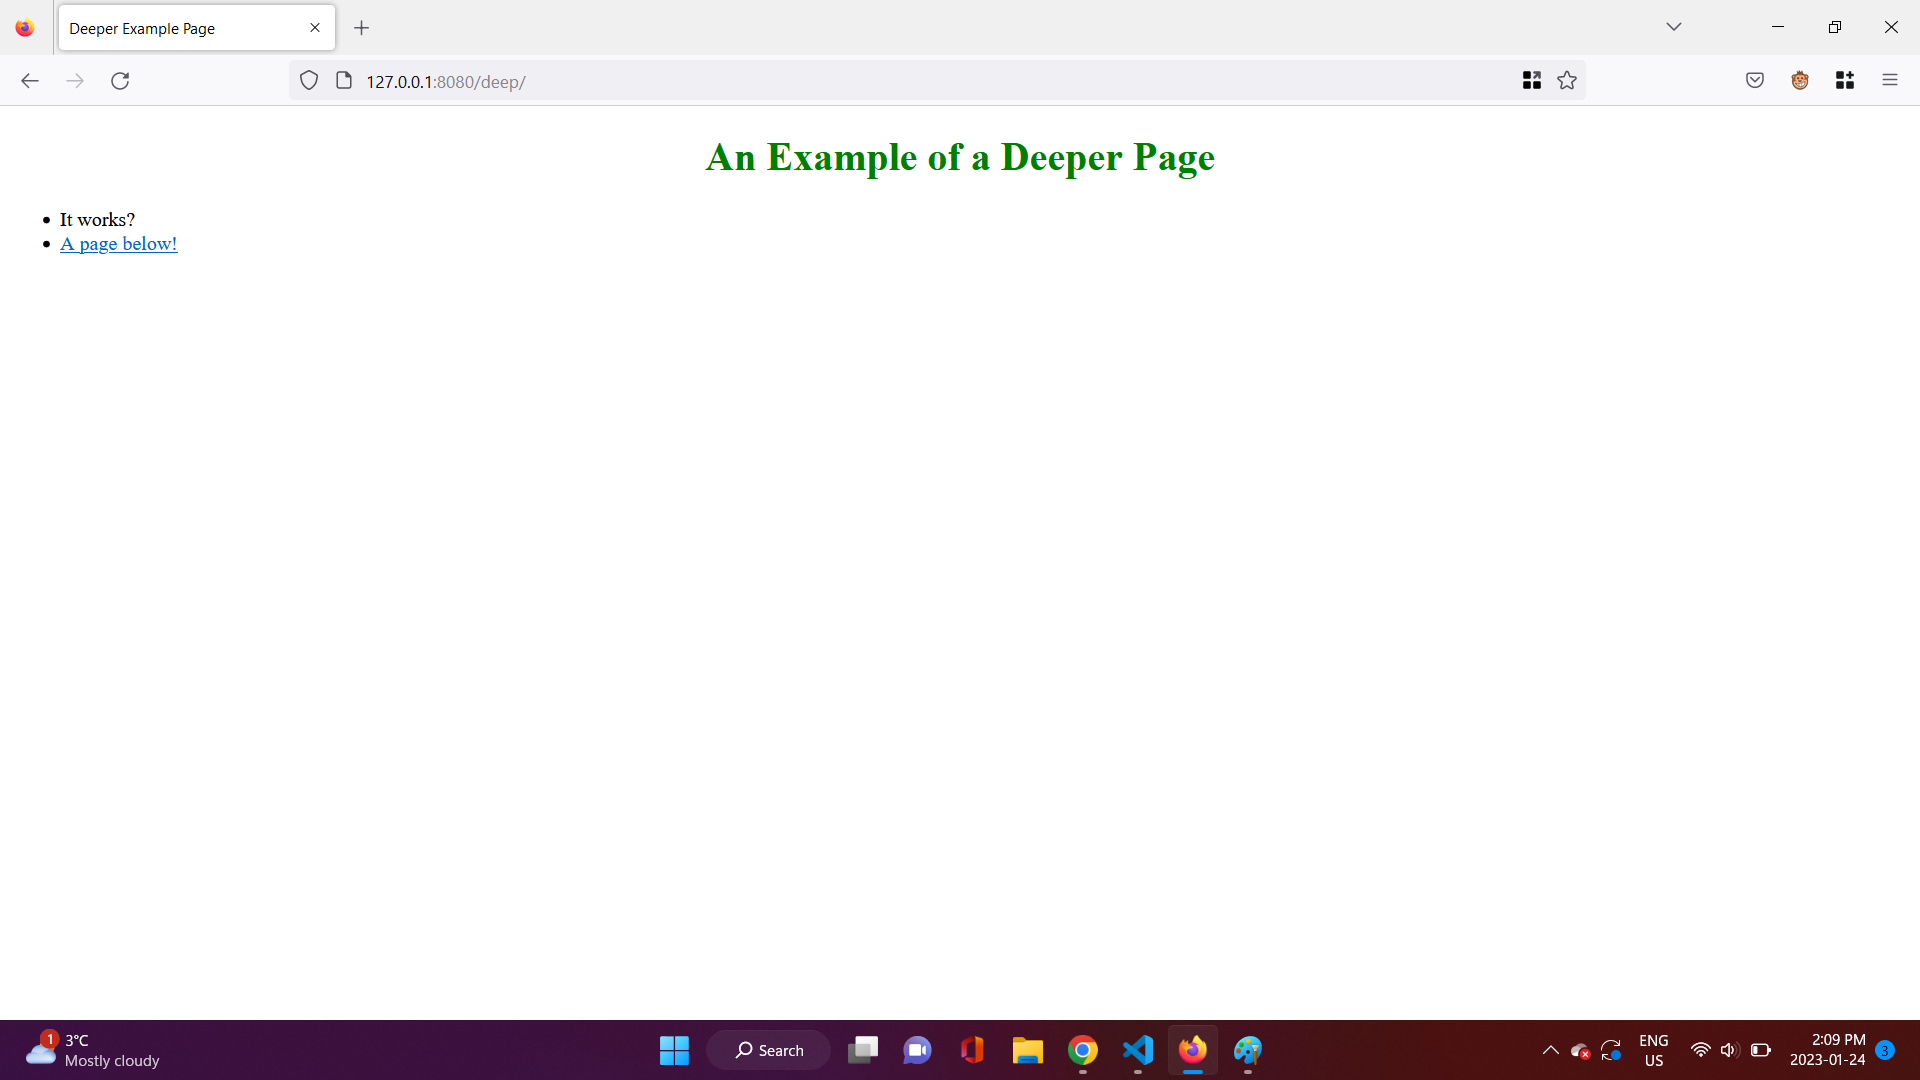 Deeper Example Page
127.0.0.1:8080/deep/
An Example of a Deeper Page
It works?
A page below!
1
3°C
Mostly cloudy
Search
ENG
US
2:09 PM
2023-01-24
3